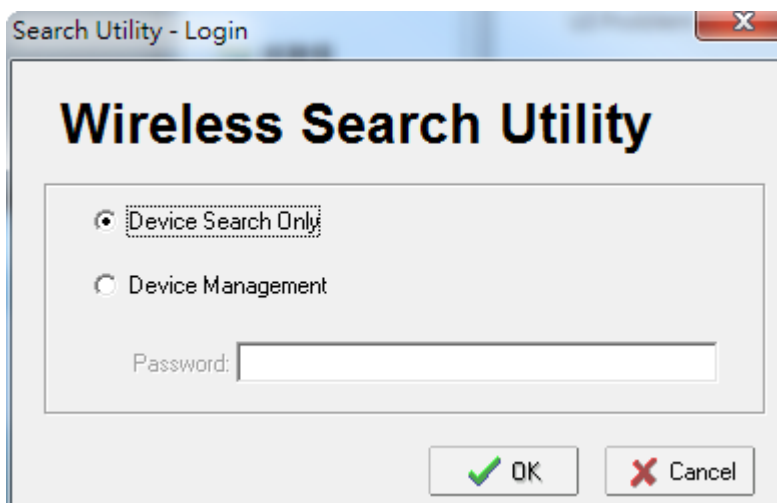 Search Utility - Login
Wireless Search Utility
Device Search Only
Device Management
Password:
OK
Cancel